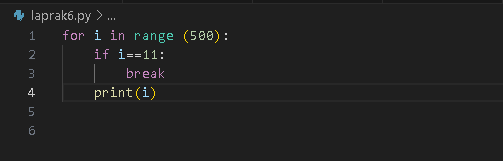 laprak6.py > ...
1 for i in range (500):
2 if i==11:
3 break
4 print(i)
5
6